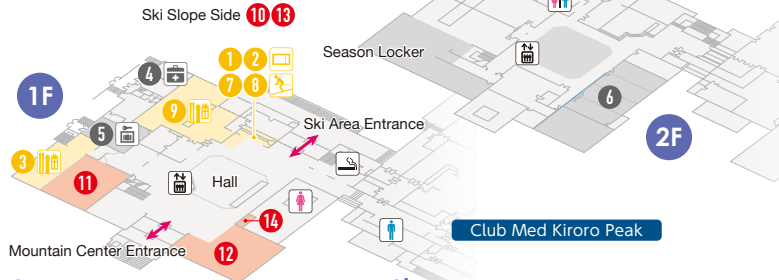 Ski Slope Side 10 13
1 2
7 8
Season Locker
4
1F
9
6
5
Ski Area Entrance
2F
3
11
Hall
14
Club Med Kiroro Peak
12
Mountain Center Entrance